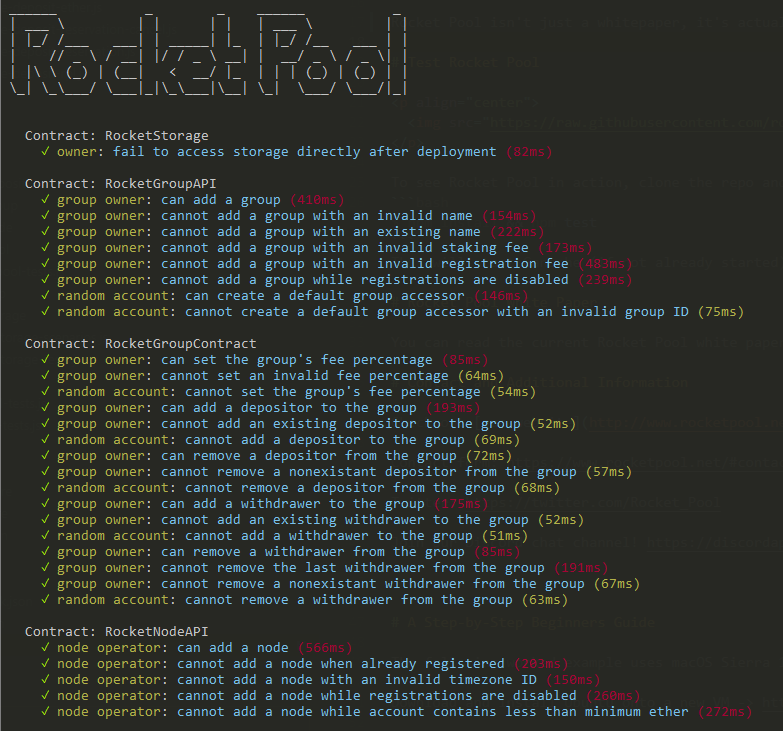 Rocket Pool
Contract: RocketStorage
✓ owner: fail to access storage directly after deployment (82ms)
Contract: RocketGroupAPI
✓ group owner: can add a group (410ms)
✓ group owner: cannot add a group with an invalid name (154ms)
✓ group owner: cannot add a group with an existing name (222ms)
✓ group owner: cannot add a group with an invalid staking fee (173ms)
✓ group owner: cannot add a group with an invalid registration fee (483ms)
✓ group owner: cannot add a group while registrations are disabled (239ms)
✓ random account: can create a default group accessor (146ms)
✓ random account: cannot create a default group accessor with an invalid group ID (75ms)
Contract: RocketGroupContract
✓ group owner: can set the group's fee percentage (85ms)
✓ group owner: cannot set an invalid fee percentage (64ms)
✓ random account: cannot set the group's fee percentage (54ms)
✓ group owner: can add a depositor to the group (193ms)
✓ group owner: cannot add an existing depositor to the group (52ms)
✓ random account: cannot add a depositor to the group (69ms)
✓ group owner: can remove a depositor from the group (72ms)
✓ group owner: cannot remove a nonexistant depositor from the group (57ms)
✓ random account: cannot remove a depositor from the group (68ms)
✓ group owner: can add a withdrawer to the group (175ms)
✓ group owner: cannot add an existing withdrawer to the group (52ms)
✓ random account: cannot add a withdrawer to the group (51ms)
✓ group owner: can remove a withdrawer from the group (85ms)
✓ group owner: cannot remove the last withdrawer from the group (191ms)
✓ group owner: cannot remove a nonexistant withdrawer from the group (67ms)
✓ random account: cannot remove a withdrawer from the group (63ms)
Contract: RocketNodeAPI
✓ node operator: can add a node (566ms)
✓ node operator: cannot add a node when already registered (203ms)
✓ node operator: cannot add a node with an invalid timezone ID (150ms)
✓ node operator: cannot add a node while registrations are disabled (260ms)
✓ node operator: cannot add a node while account contains less than minimum ether (272ms)